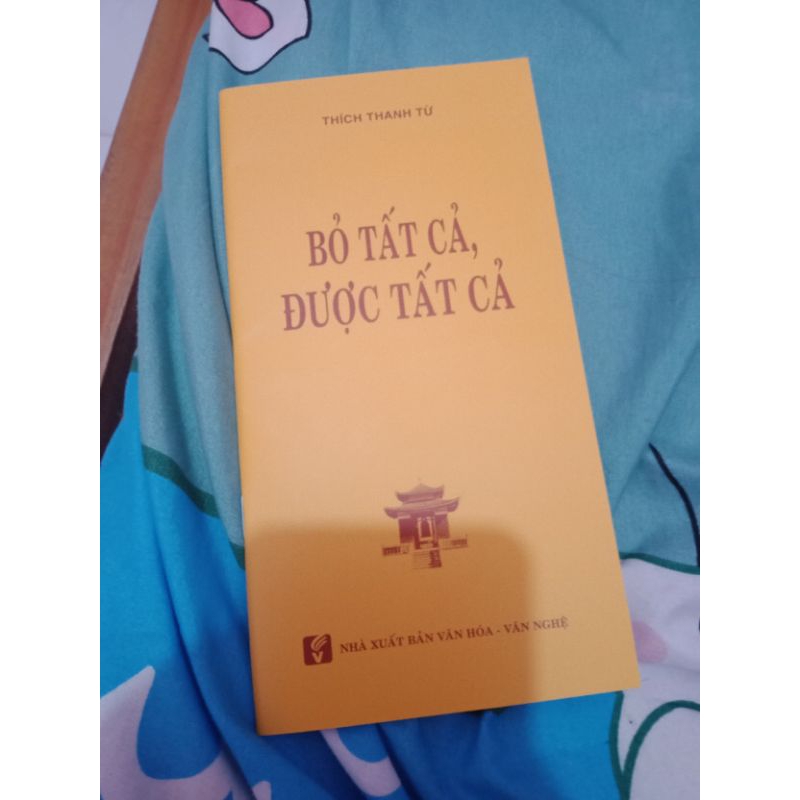 THÍCH THANH TỪ
BỎ TẤT CẢ,
ĐƯỢC TẤT CẢ
NHÀ XUẤT BẢN VĂN HÓA - VĂN NGHỆ